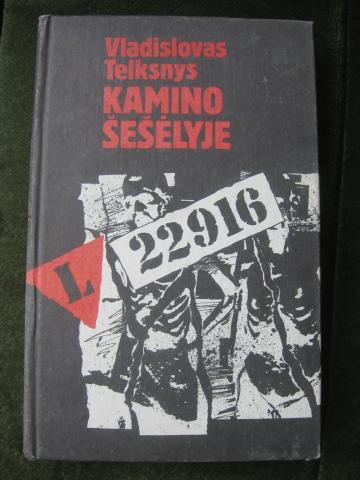 Vladislovas
Telksnys
KAMINO
ŠEŠĖLYJE
22916
L